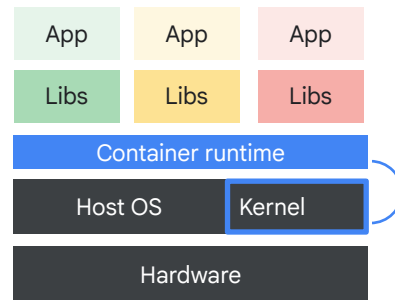 App App App
Libs Libs Libs
Container runtime
Host OS Kernel
Hardware